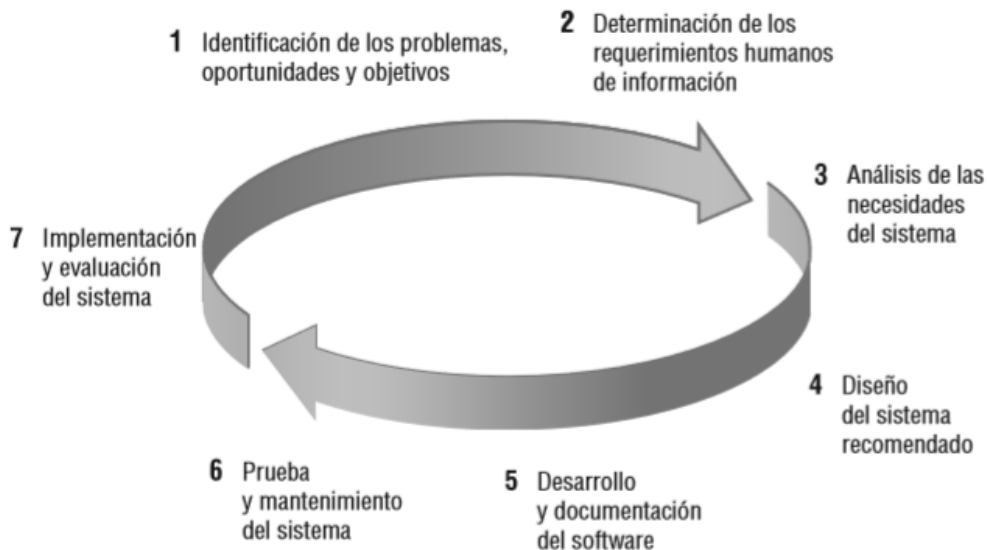 1 Identificación de los problemas,
oportunidades y objetivos
2 Determinación de los
requerimientos humanos
de información
3 Análisis de las
necesidades
del sistema
4 Diseño
del sistema
recomendado
5 Desarrollo
y documentación
del software
6 Prueba
y mantenimiento
del sistema
7 Implementación
y evaluación
del sistema